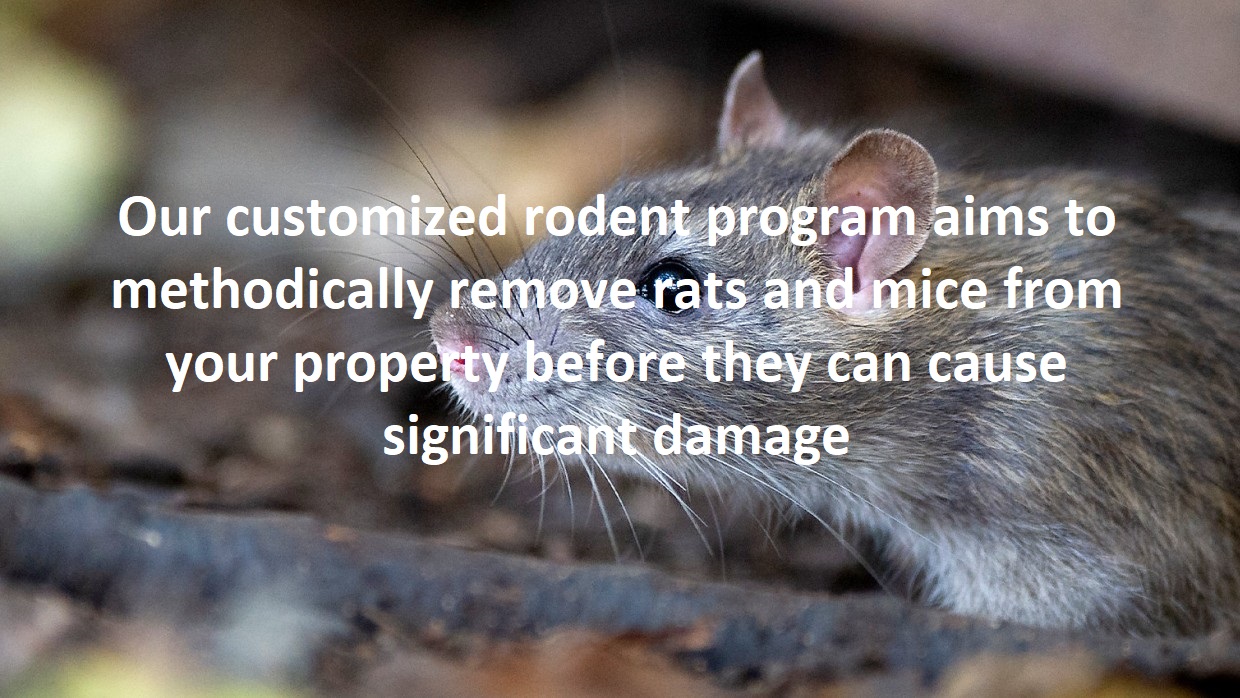 Our customized rodent program aims to
methodically remove rats and mice from
your property before they can cause
significant damage